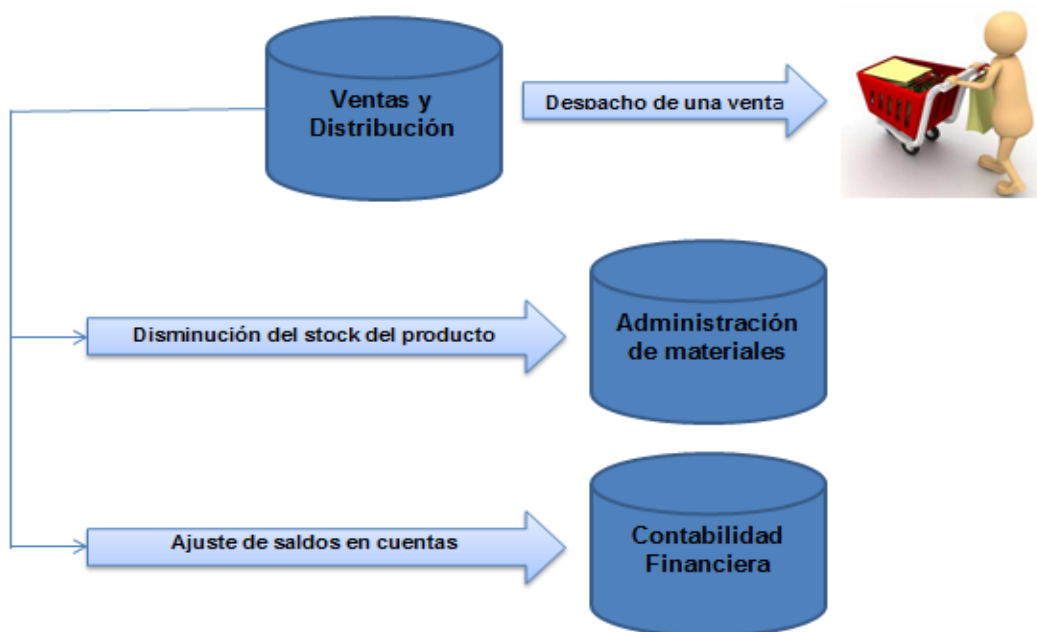 Ventas y
Distribución
Despacho de una venta
Disminución del stock del producto
Administración
de materiales
Ajuste de saldos en cuentas
Contabilidad
Financiera